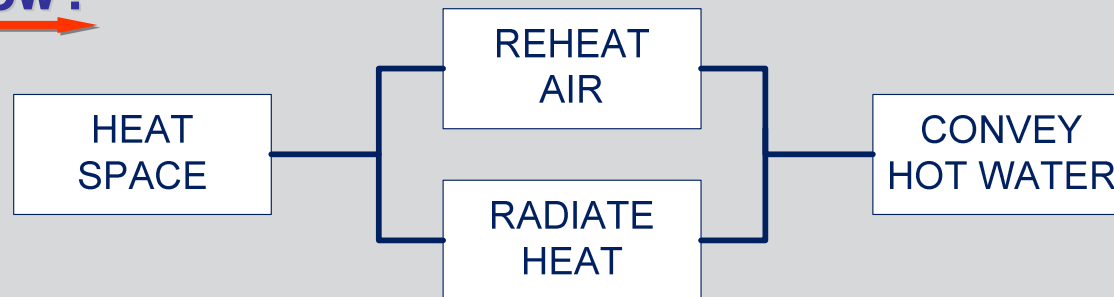 HEAT
SPACE
REHEAT
AIR
RADIATE
HEAT
CONVEY
HOT WATER